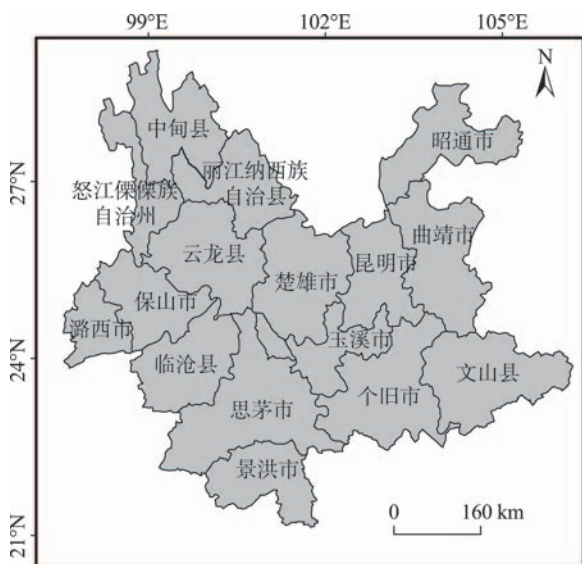 99°E 102°E 105°E
N
中甸县
昭通市
27°N
丽江纳西族
自治县
怒江傈僳族
自治州
曲靖市
云龙县
昆明市
楚雄市
保山市
潞西市
玉溪市
24°N
临沧县
文山县
个旧市
思茅市
景洪市
0 160 km
21°N